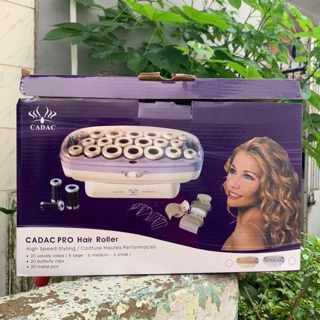 CADAC
CADAC PRO Hair Roller
High Speed Styling / Coiffure Hautes Performances
• 20 velvety rollers ( 8 large - 6 medium - 6 small )
• 20 butterfly clips
• 20 metal pins